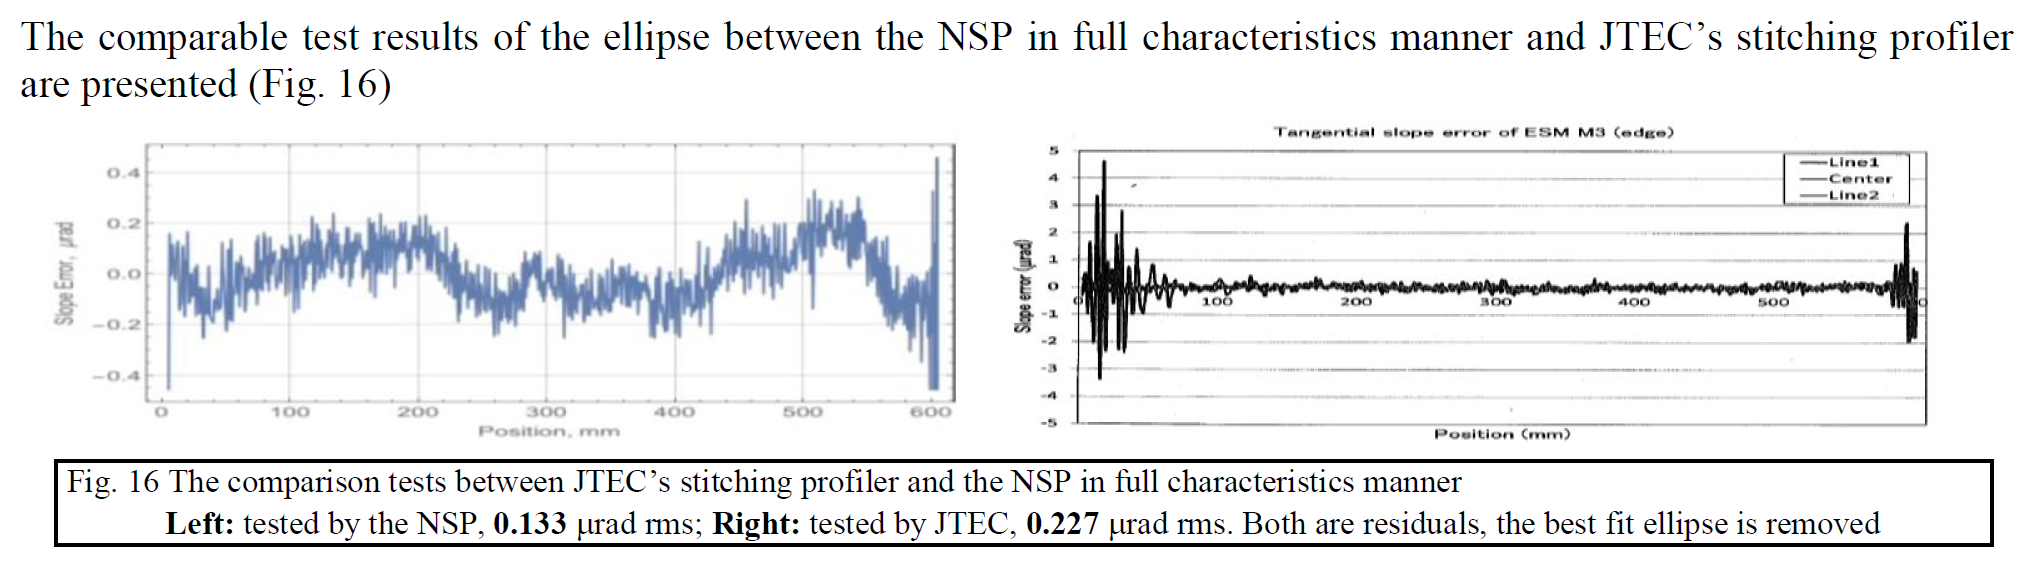 The comparable test results of the ellipse between the NSP in full characteristics manner and JTEC's stitching profiler
are presented (Fig. 16)
0.4
0.2
0.0
−0.2
−0.4
Slope Error, μrad
0 100 200 300 400 500 600
Position, mm
Tangential slope error of ESM M3 (edge)
Line1
Center
Line2
5
4
3
2
1
0
-1
-2
-3
-4
-5
Slope error (μrad)
0 100 200 300 400 500
Position (mm)
Fig. 16 The comparison tests between JTEC's stitching profiler and the NSP in full characteristics manner
Left: tested by the NSP, 0.133 μrad rms; Right: tested by JTEC, 0.227 μrad rms. Both are residuals, the best fit ellipse is removed